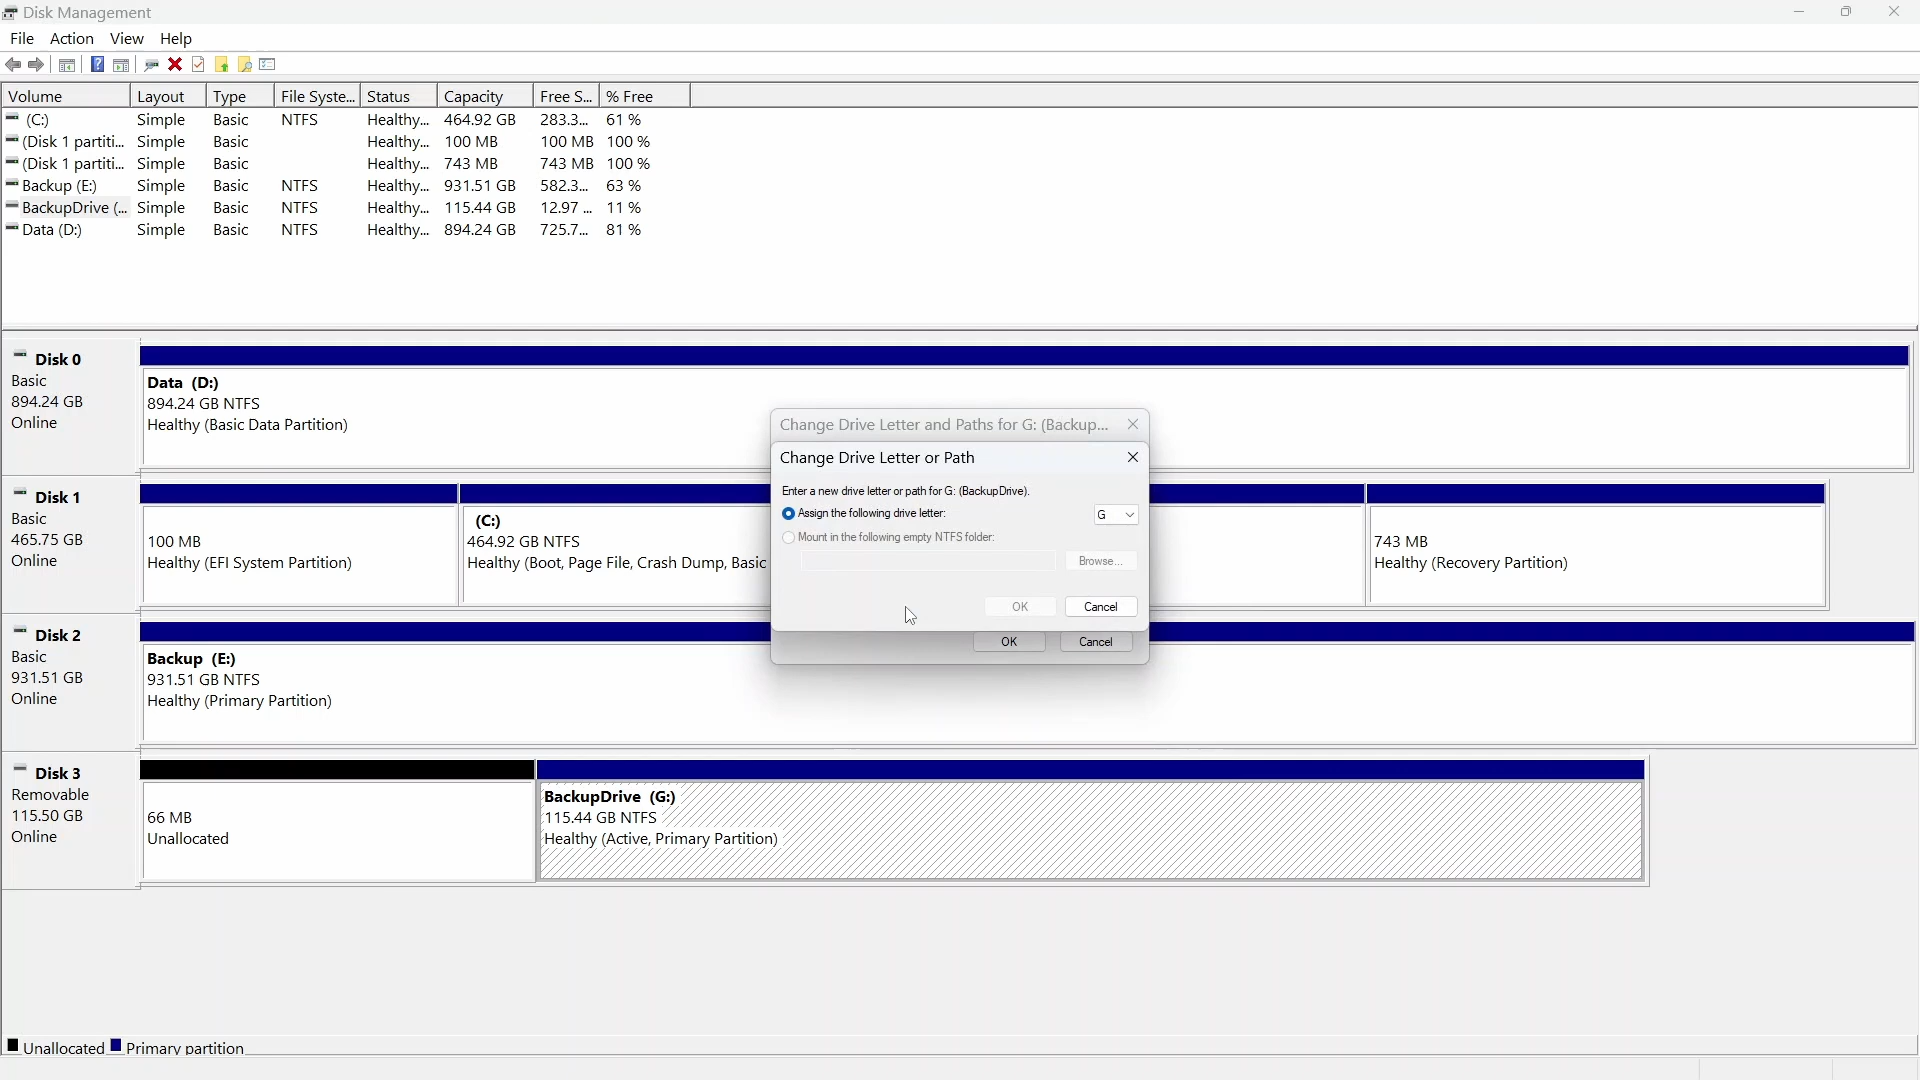 Disk Management
File Action View Help
Volume Layout Type File Syste... Status Capacity Free S... % Free
(C:) Simple Basic NTFS Healthy... 464.92 GB 283.3... 61 %
(Disk 1 partiti... Simple Basic Healthy... 100 MB 100 MB 100 %
(Disk 1 partiti... Simple Basic Healthy... 743 MB 743 MB 100 %
Backup (E:) Simple Basic NTFS Healthy... 931.51 GB 582.3... 63 %
BackupDrive (... Simple Basic NTFS Healthy... 115.44 GB 12.97 ... 11 %
Data (D:) Simple Basic NTFS Healthy... 894.24 GB 725.7... 81 %
Disk 0
Basic
894.24 GB
Online
Data (D:)
894.24 GB NTFS
Healthy (Basic Data Partition)
Disk 1
Basic
465.75 GB
Online
100 MB
Healthy (EFI System Partition)
(C:)
464.92 GB NTFS
Healthy (Boot, Page File, Crash Dump, Basic
743 MB
Healthy (Recovery Partition)
Change Drive Letter and Paths for G: (Backup...
Change Drive Letter or Path
Enter a new drive letter or path for G: (BackupDrive).
Assign the following drive letter: G
Mount in the following empty NTFS folder:
Browse...
OK Cancel
OK Cancel
Disk 2
Basic
931.51 GB
Online
Backup (E:)
931.51 GB NTFS
Healthy (Primary Partition)
Disk 3
Removable
115.50 GB
Online
66 MB
Unallocated
BackupDrive (G:)
115.44 GB NTFS
Healthy (Active, Primary Partition)
Unallocated Primary partition